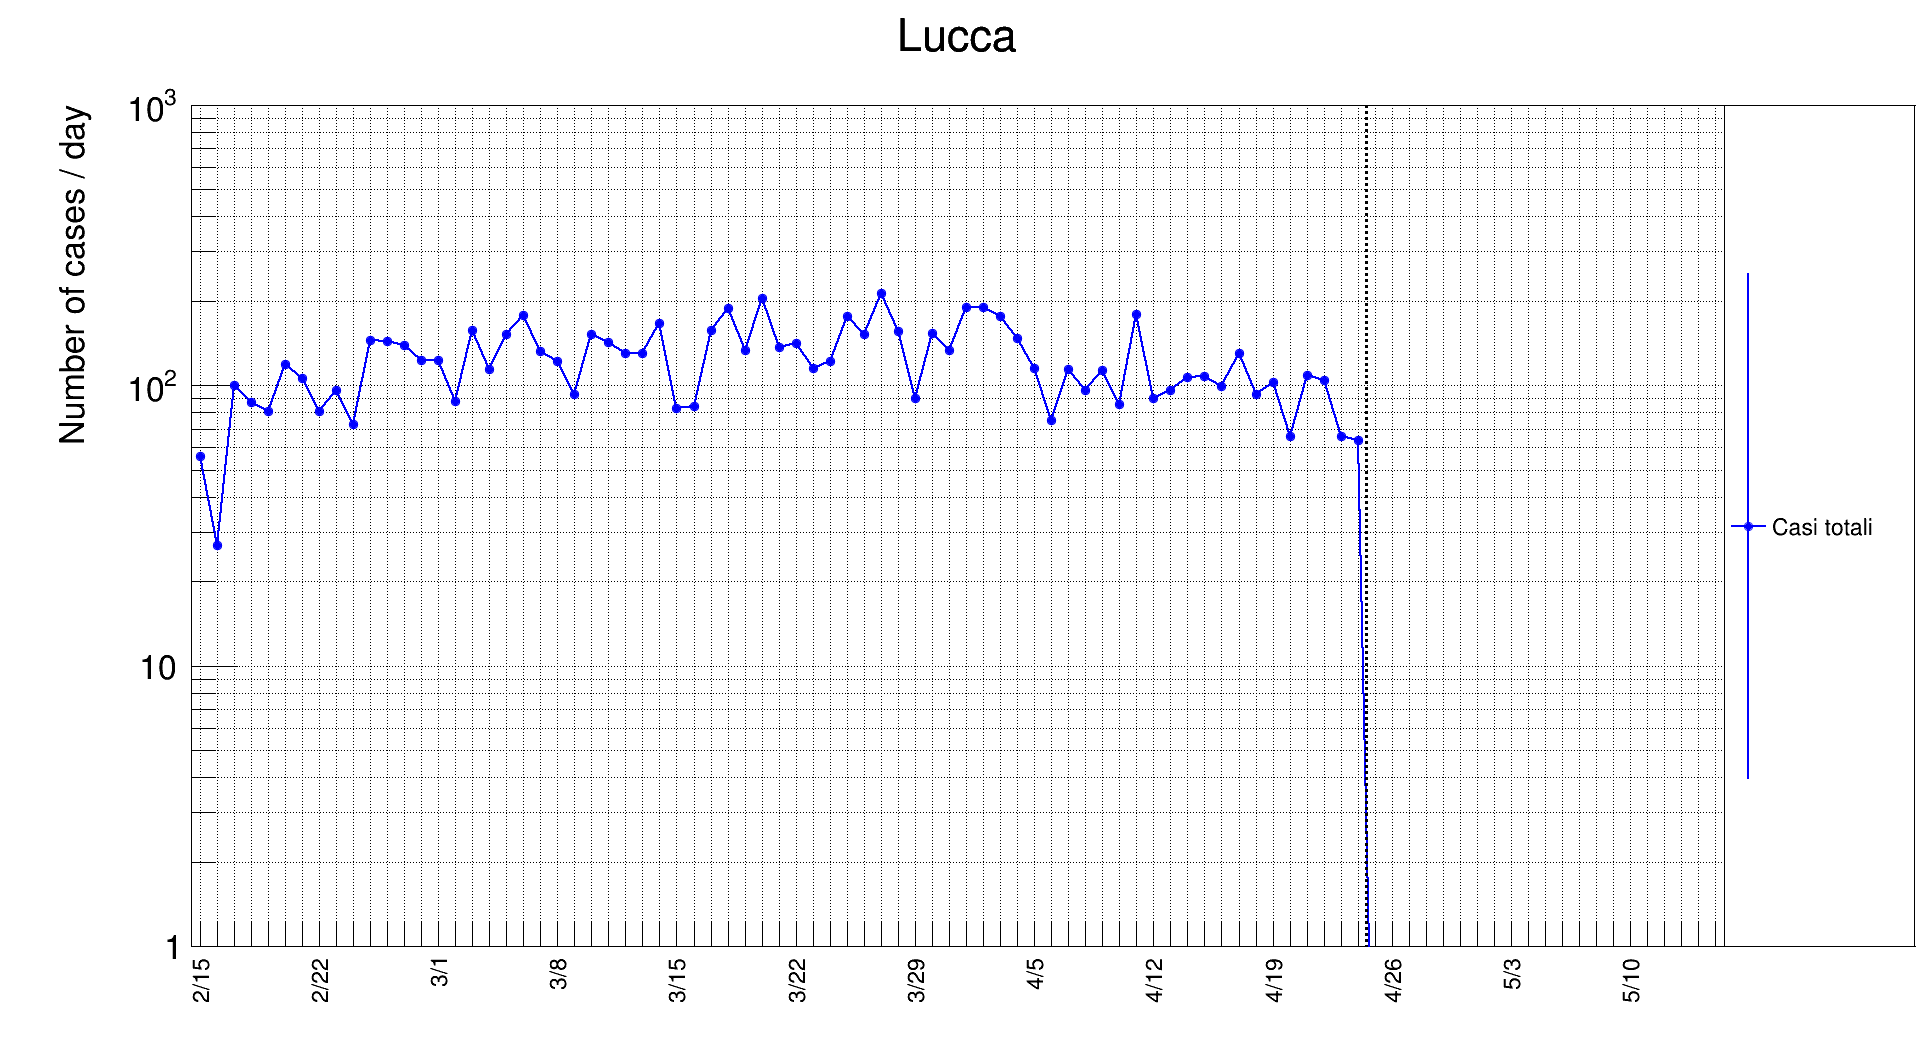 Lucca
Number of cases / day
10³
10²
10
1
2/15 2/22 3/1 3/8 3/15 3/22 3/29 4/5 4/12 4/19 4/26 5/3 5/10
Casi totali